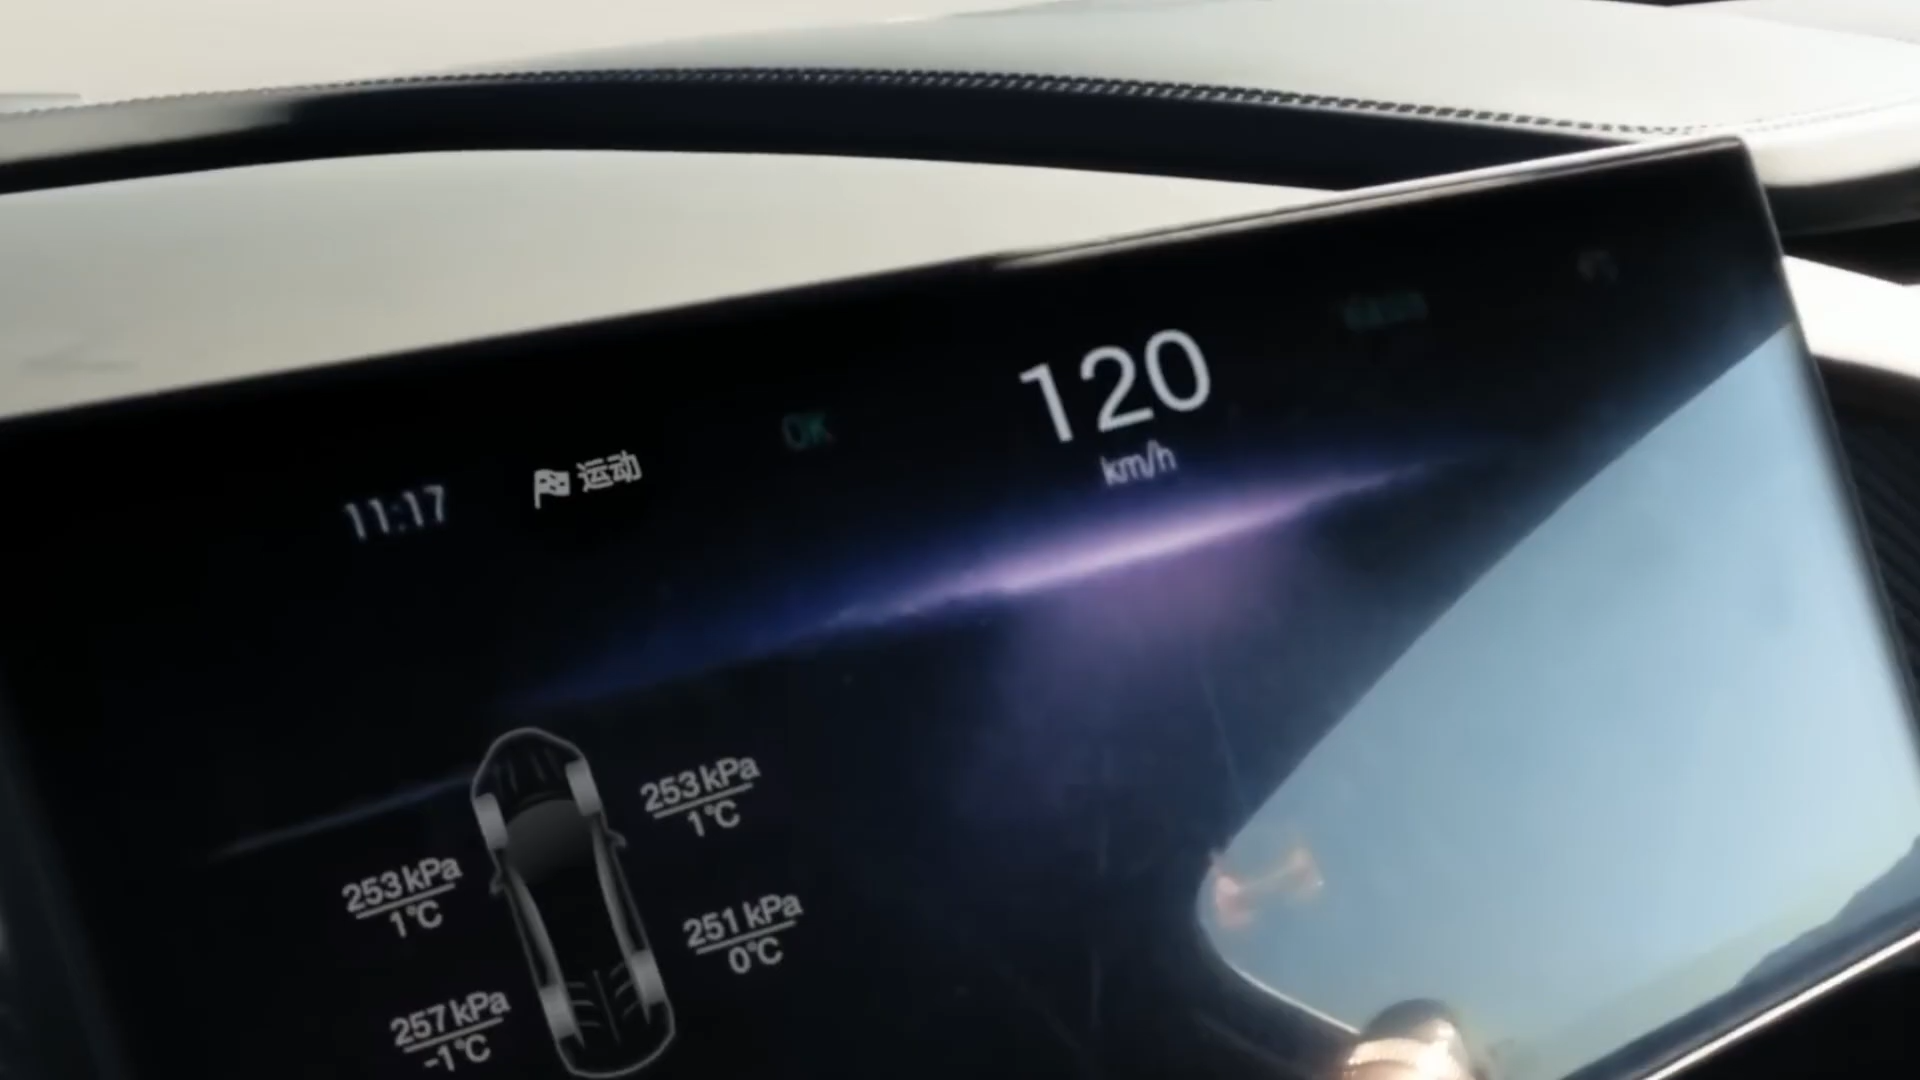 120
km/h
OK
运动
11:17
253kPa
1℃
253kPa
1℃
251kPa
0℃
257kPa
-1℃